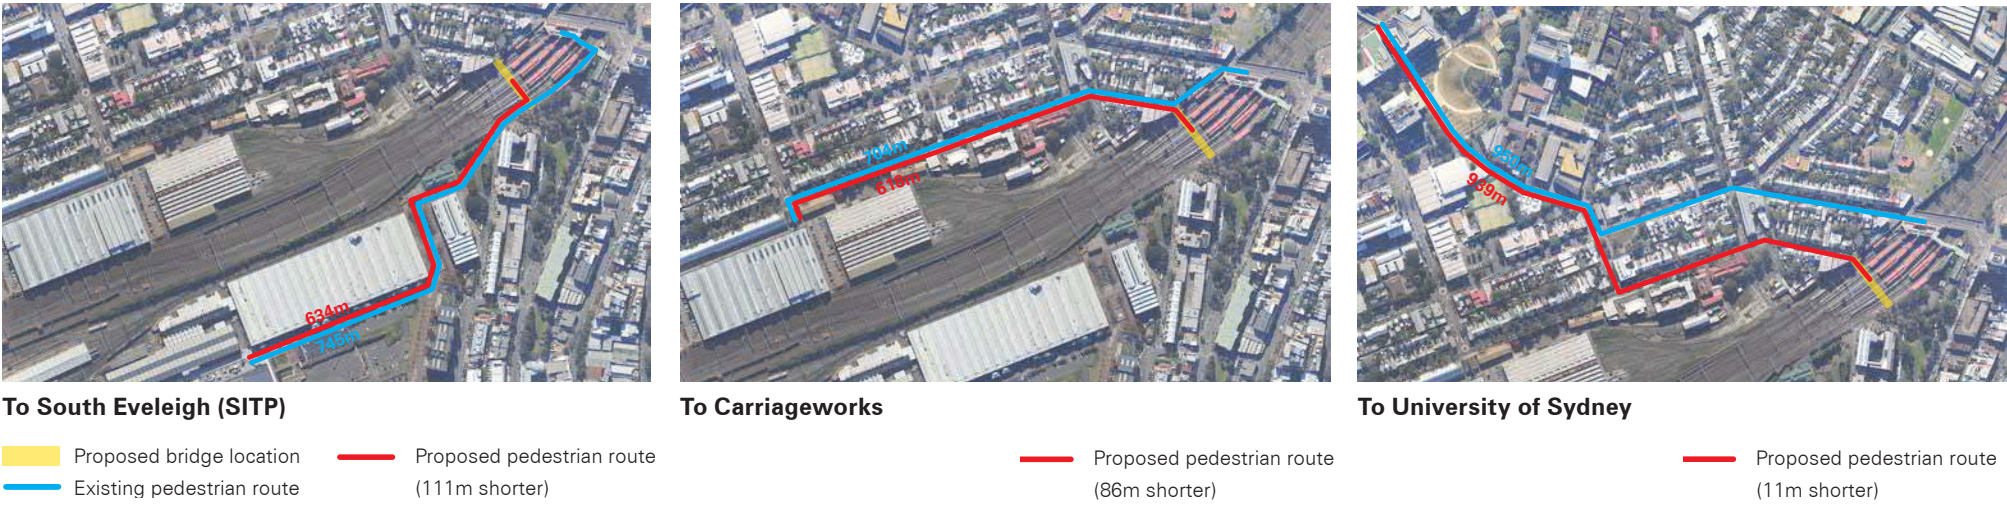 634m
745m
704m
618m
950m
939m
To South Eveleigh (SITP)
To Carriageworks
To University of Sydney
Proposed bridge location
Existing pedestrian route
Proposed pedestrian route
(111m shorter)
Proposed pedestrian route
(86m shorter)
Proposed pedestrian route
(11m shorter)